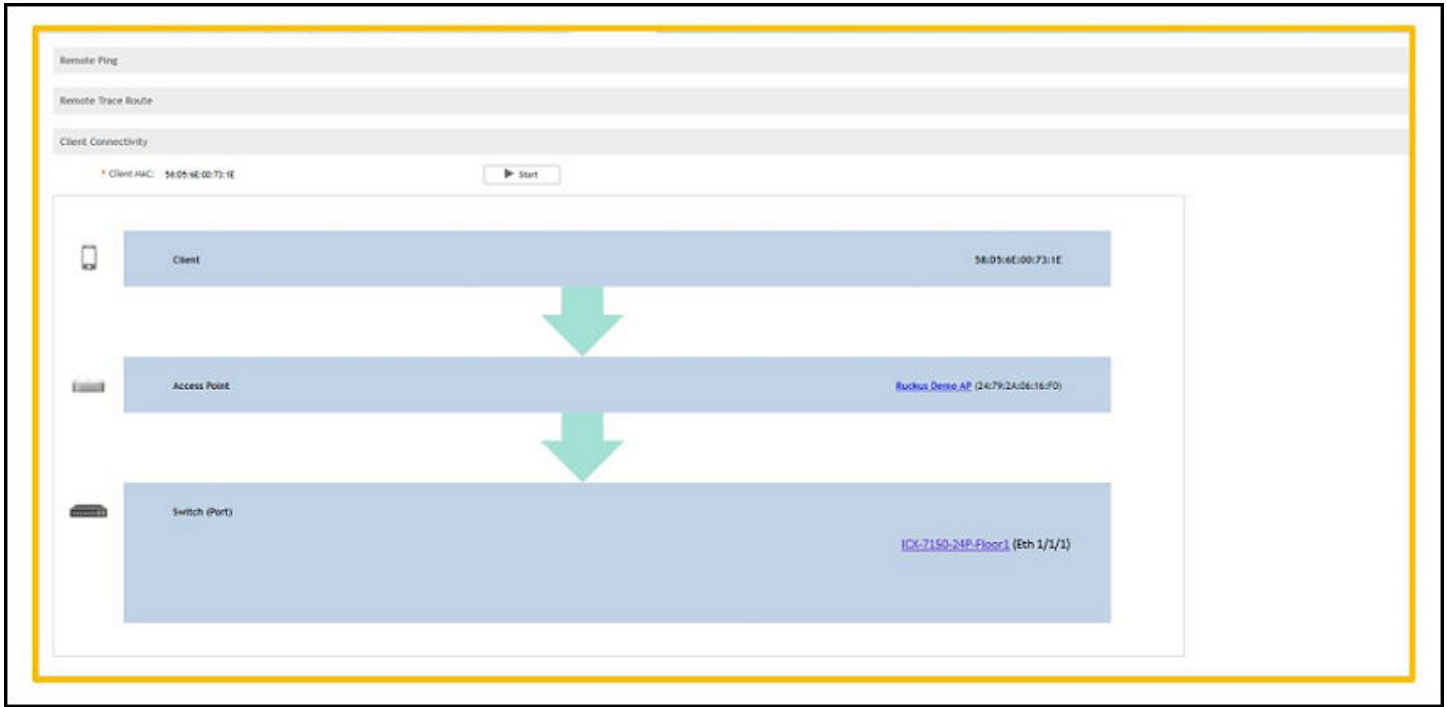 Remote Ping
Remote Trace Route
Client Connectivity
* Client MAC: 58:05:6E:00:73:1E Start
Client 58:05:6E:00:73:1E
Access Point Ruckus Demo AP (24:79:2A:06:16:F0)
Switch (Port)
ICX-7150-24P-Floor1 (Eth 1/1/1)